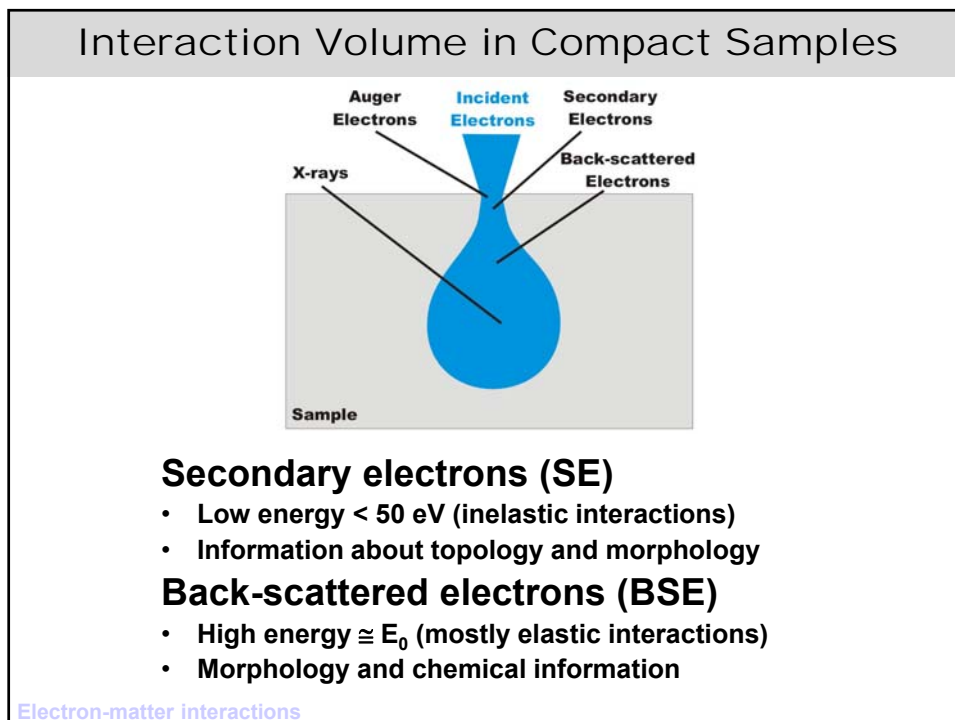 Interaction Volume in Compact Samples
Auger
Electrons
Incident
Electrons
Secondary
Electrons
Back-scattered
Electrons
X-rays
Sample
Secondary electrons (SE)
• Low energy < 50 eV (inelastic interactions)
• Information about topology and morphology
Back-scattered electrons (BSE)
• High energy ≅ E₀ (mostly elastic interactions)
• Morphology and chemical information
Electron-matter interactions